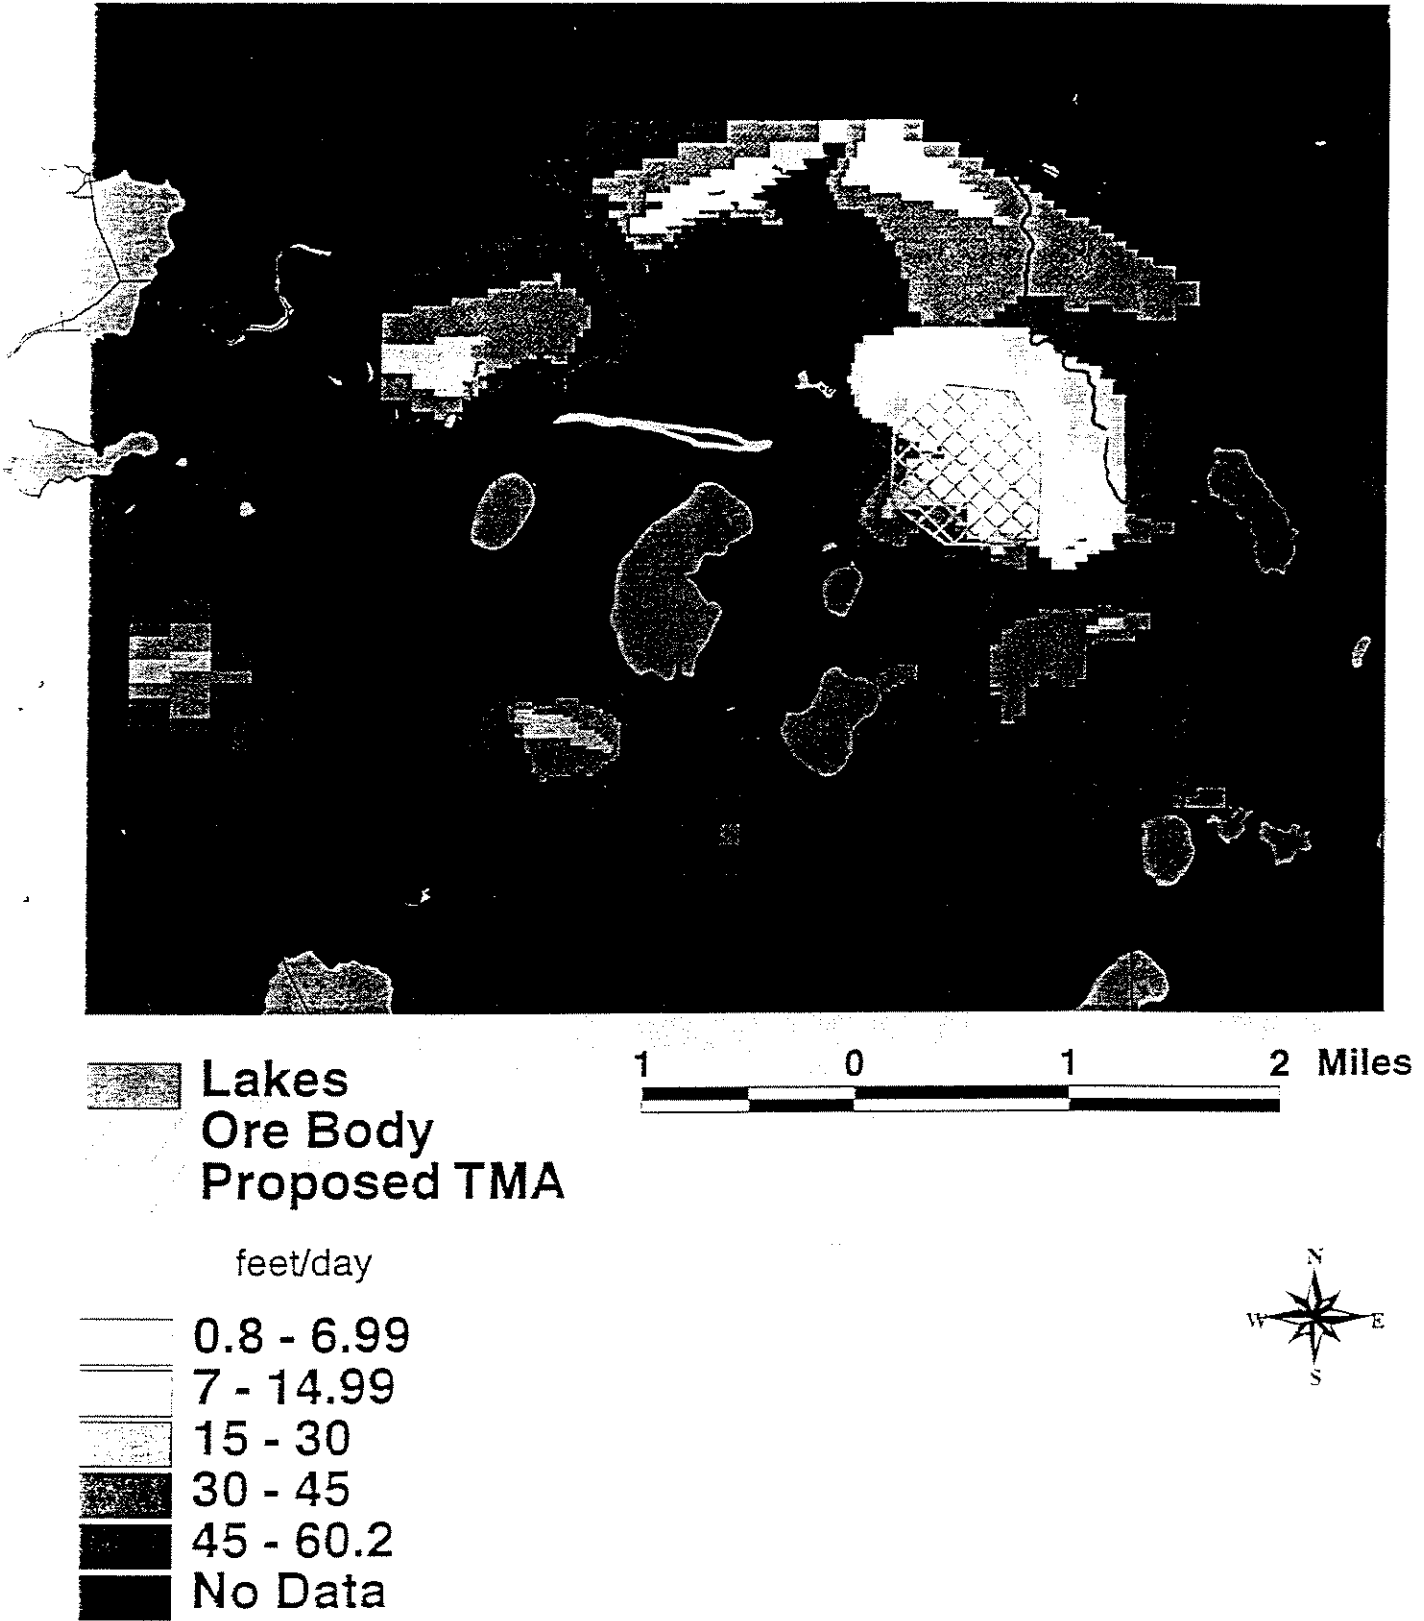 1 0 1 2 Miles
Lakes
Ore Body
Proposed TMA
feet/day
0.8 - 6.99
7 - 14.99
15 - 30
30 - 45
45 - 60.2
No Data
N
W E
S